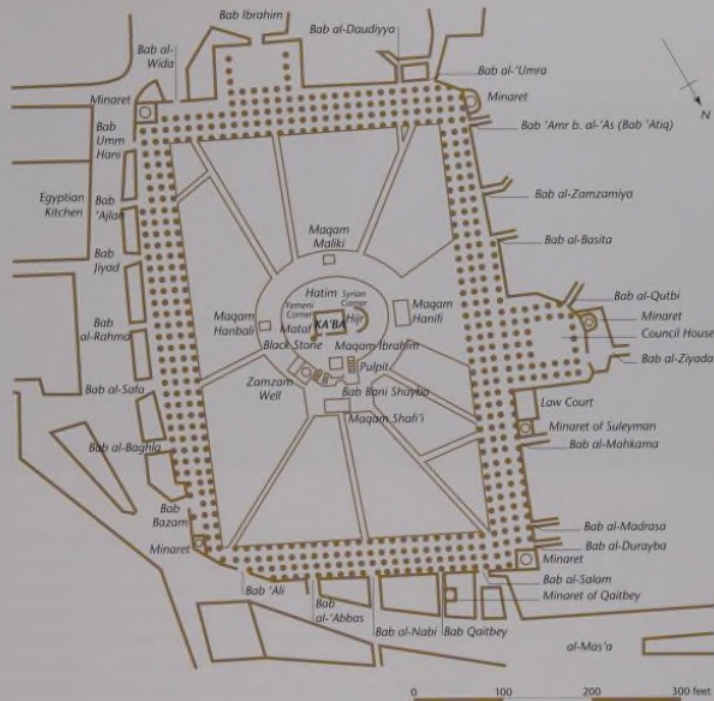 Bab Ibrahim
Bab al-Daudiyya
Bab al-
Wida
Bab al-'Umra
Minaret
Minaret
N
Bab 'Amr b. al-'As (Bab 'Atiq)
Bab
Umm
Hani
Egyptian
Kitchen
Bab
'Ajlan
Bab al-Zamzamiya
Maqam
Maliki
Bab al-Basita
Bab
Jiyad
Hatim
Syrian
Corner
Yemeni
Corner
Maqam
Hanifi
Bab al-Qutbi
Minaret
Council House
Bab al-Ziyada
Maqam
Hanbali
Mataf
KA'BA
Hijr
Bab
al-Rahma
Black Stone
Maqam Ibrahim
Pulpit
Zamzam
Well
Bab Bani Shayba
Maqam Shafi'i
Bab al-Safa
Law Court
Minaret of Suleyman
Bab al-Mahkama
Bab al-Baghla
Bab
Bazam
Minaret
Bab al-Madrasa
Bab al-Durayba
Minaret
Bab al-Salam
Minaret of Qaitbey
Bab 'Ali
Bab
al-'Abbas
Bab al-Nabi
Bab Qaitbey
al-Mas'a
0 100 200 300 feet